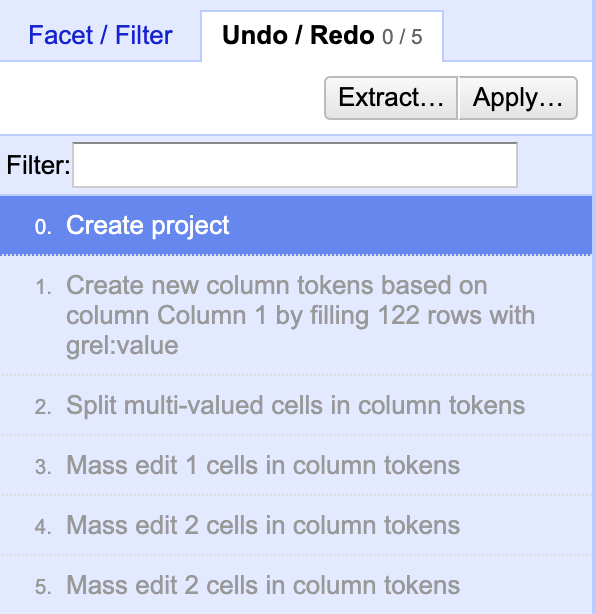 Facet / Filter Undo / Redo 0 / 5
Extract... Apply...
Filter:
0. Create project
1. Create new column tokens based on
column Column 1 by filling 122 rows with
grel:value
2. Split multi-valued cells in column tokens
3. Mass edit 1 cells in column tokens
4. Mass edit 2 cells in column tokens
5. Mass edit 2 cells in column tokens